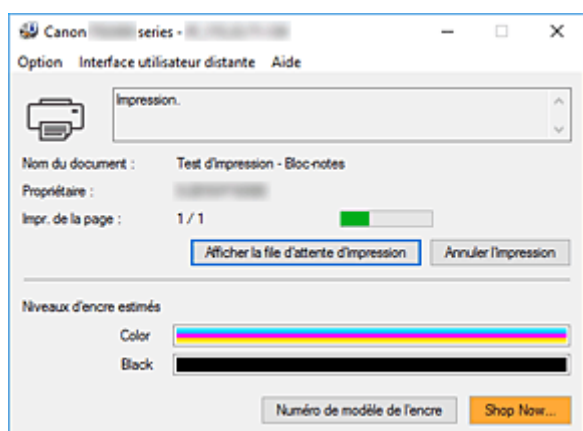 Canon series -
Option Interface utilisateur distante Aide
Impression.
Nom du document : Test d'impression - Bloc-notes
Propriétaire :
Impr. de la page : 1 / 1
Afficher la file d'attente d'impression Annuler l'impression
Niveaux d'encre estimés
Color
Black
Numéro de modèle de l'encre Shop Now...